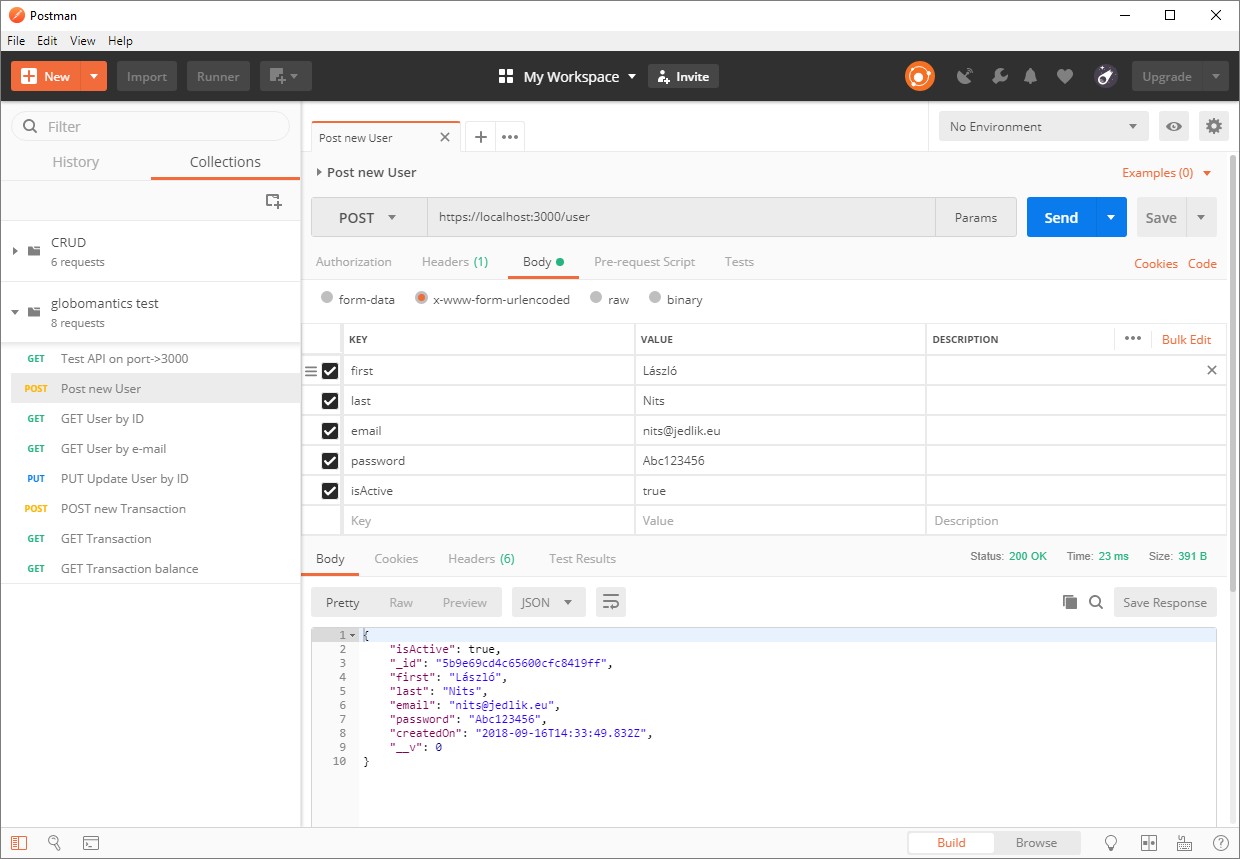 Postman
File Edit View Help
New Import Runner My Workspace Invite Upgrade
Filter
History Collections
CRUD
6 requests
globomantics test
8 requests
GET Test API on port->3000
POST Post new User
GET GET User by ID
GET GET User by e-mail
PUT PUT Update User by ID
POST POST new Transaction
GET GET Transaction
GET GET Transaction balance
Post new User
No Environment
Post new User Examples (0)
POST https://localhost:3000/user Params Send Save
Authorization Headers (1) Body Pre-request Script Tests Cookies Code
form-data x-www-form-urlencoded raw binary
KEY VALUE DESCRIPTION Bulk Edit
first László
last Nits
email nits@jedlik.eu
password Abc123456
isActive true
Key Value Description
Body Cookies Headers (6) Test Results Status: 200 OK Time: 23 ms Size: 391 B
Pretty Raw Preview JSON Save Response
1 {
2 "isActive": true,
3 "_id": "5b9e69cd4c65600cfc8419ff",
4 "first": "László",
5 "last": "Nits",
6 "email": "nits@jedlik.eu",
7 "password": "Abc123456",
8 "createdOn": "2018-09-16T14:33:49.832Z",
9 "__v": 0
10 }
Build Browse